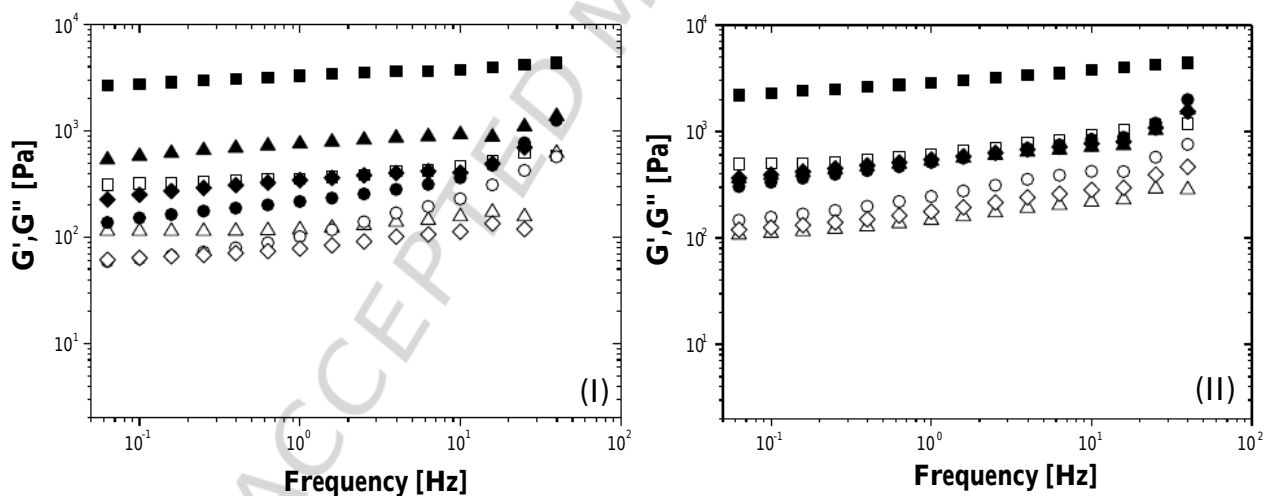 ACCEPTED M
10⁴
10³
10²
10¹
G',G" [Pa]
10⁻¹
10⁰
10¹
10²
Frequency [Hz]
(I)
10⁴
10³
10²
10¹
G',G" [Pa]
10⁻¹
10⁰
10¹
10²
Frequency [Hz]
(II)